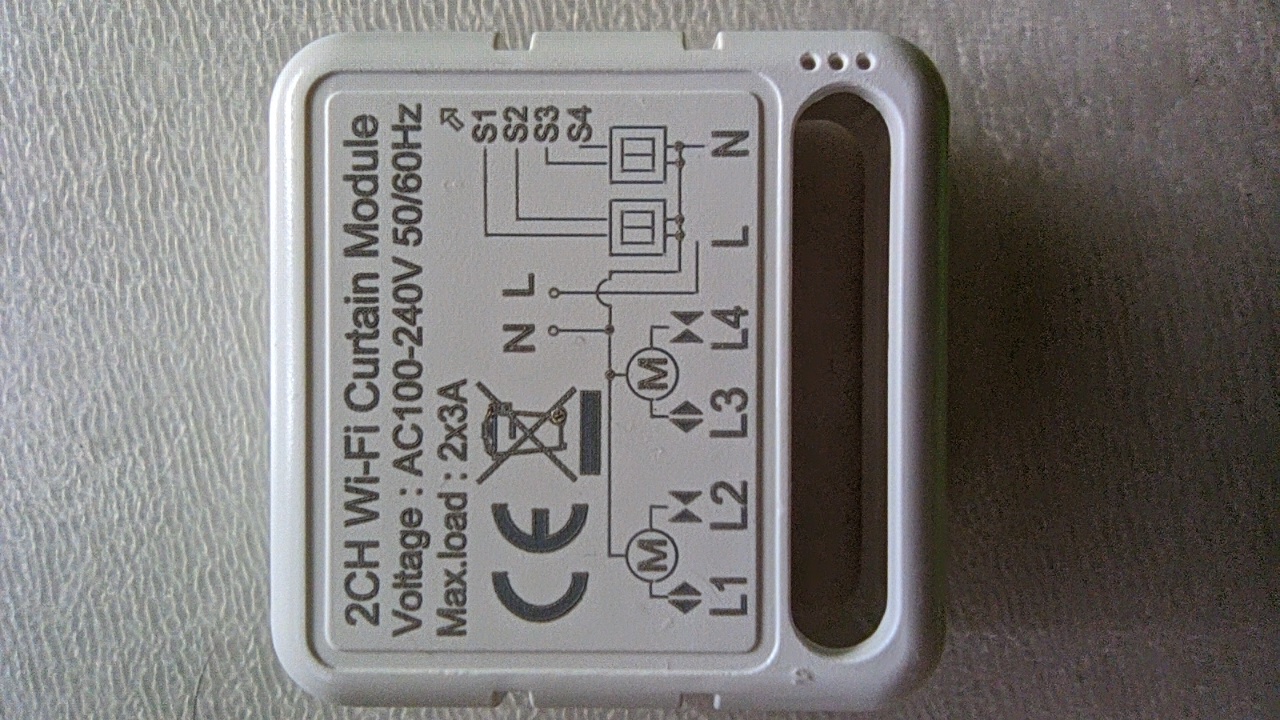 2CH Wi-Fi Curtain Module
Voltage : AC100-240V 50/60Hz
Max.load : 2x3A
CE
S1
S2
S3
S4
N L
M M
L1 L2 L3 L4 L N